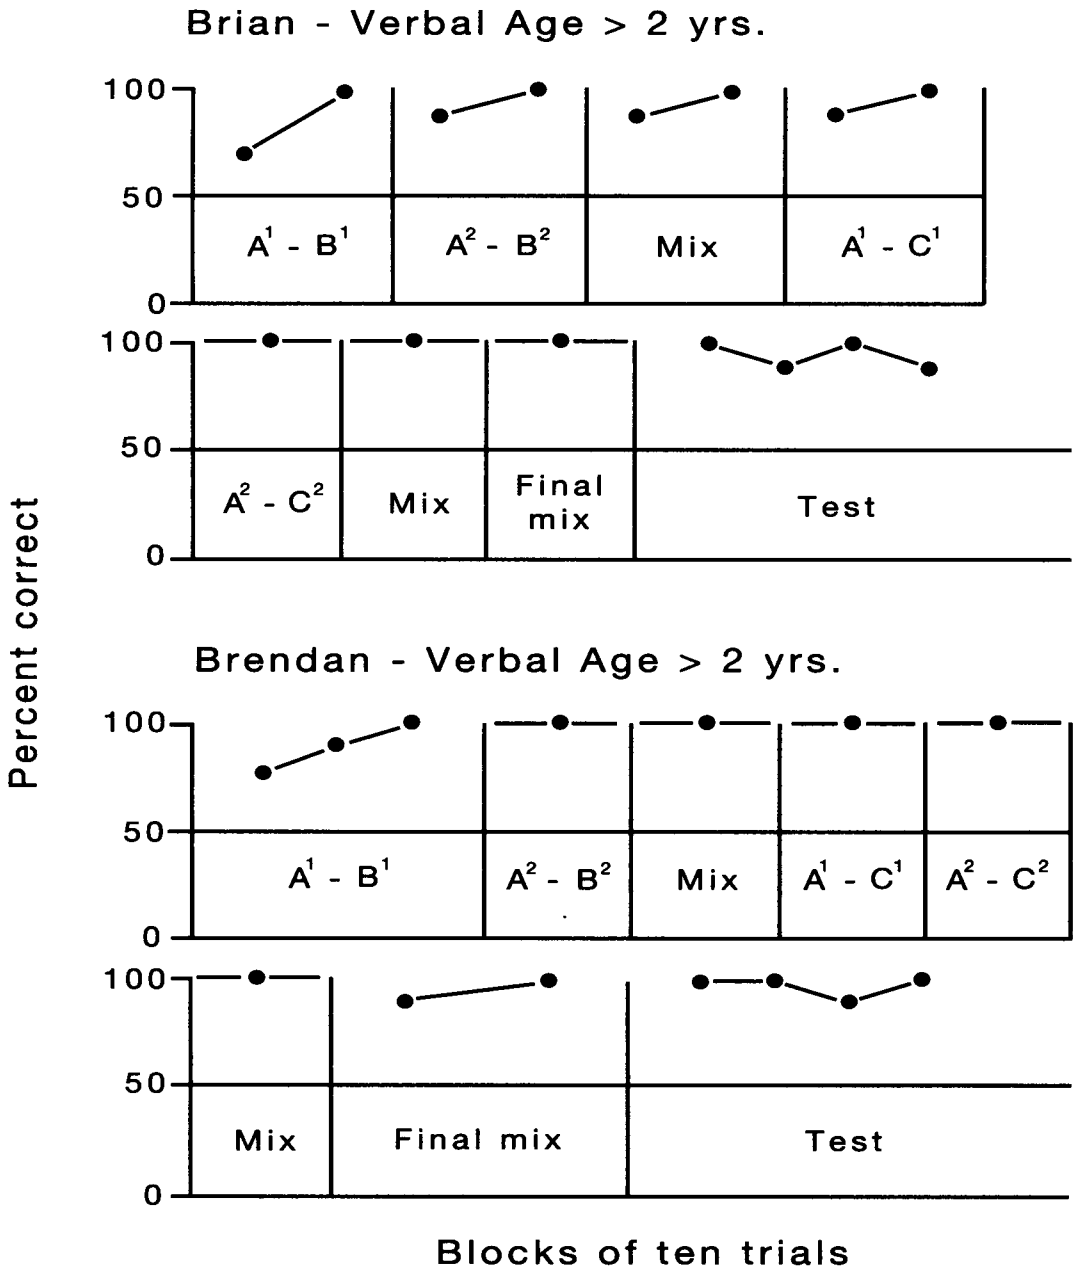 Brian - Verbal Age > 2 yrs.
100
50
0
A¹ - B¹
A² - B²
Mix
A¹ - C¹
100
50
0
A² - C²
Mix
Final
mix
Test
Percent correct
Brendan - Verbal Age > 2 yrs.
100
50
0
A¹ - B¹
A² - B²
Mix
A¹ - C¹
A² - C²
100
50
0
Mix
Final mix
Test
Blocks of ten trials